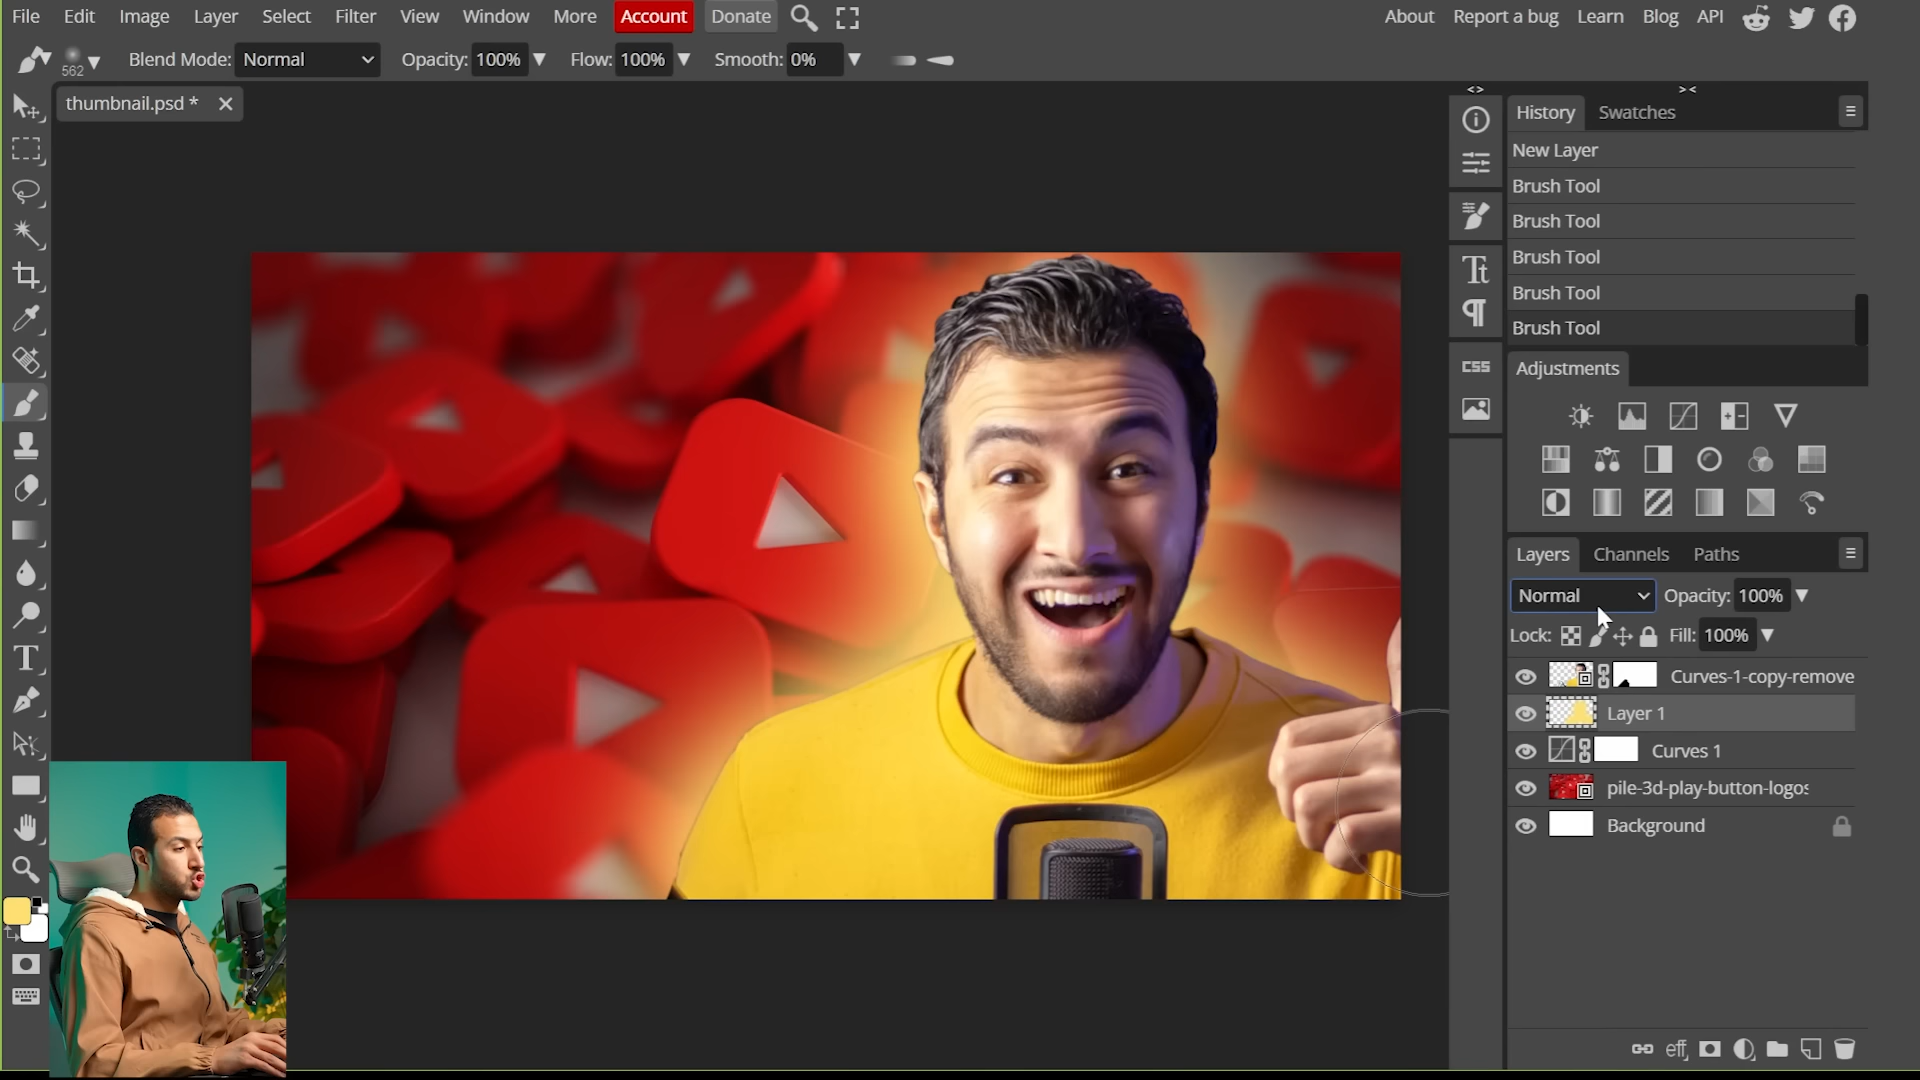 File Edit Image Layer Select Filter View Window More Account Donate About Report a bug Learn Blog API
562 Blend Mode: Normal Opacity: 100% Flow: 100% Smooth: 0%
thumbnail.psd * 
History Swatches
New Layer
Brush Tool
Brush Tool
Brush Tool
Brush Tool
Brush Tool
CSS
Adjustments
Layers Channels Paths
Normal Opacity: 100%
Lock: Fill: 100%
Curves-1-copy-remove
Layer 1
Curves 1
pile-3d-play-button-logos
Background
eff